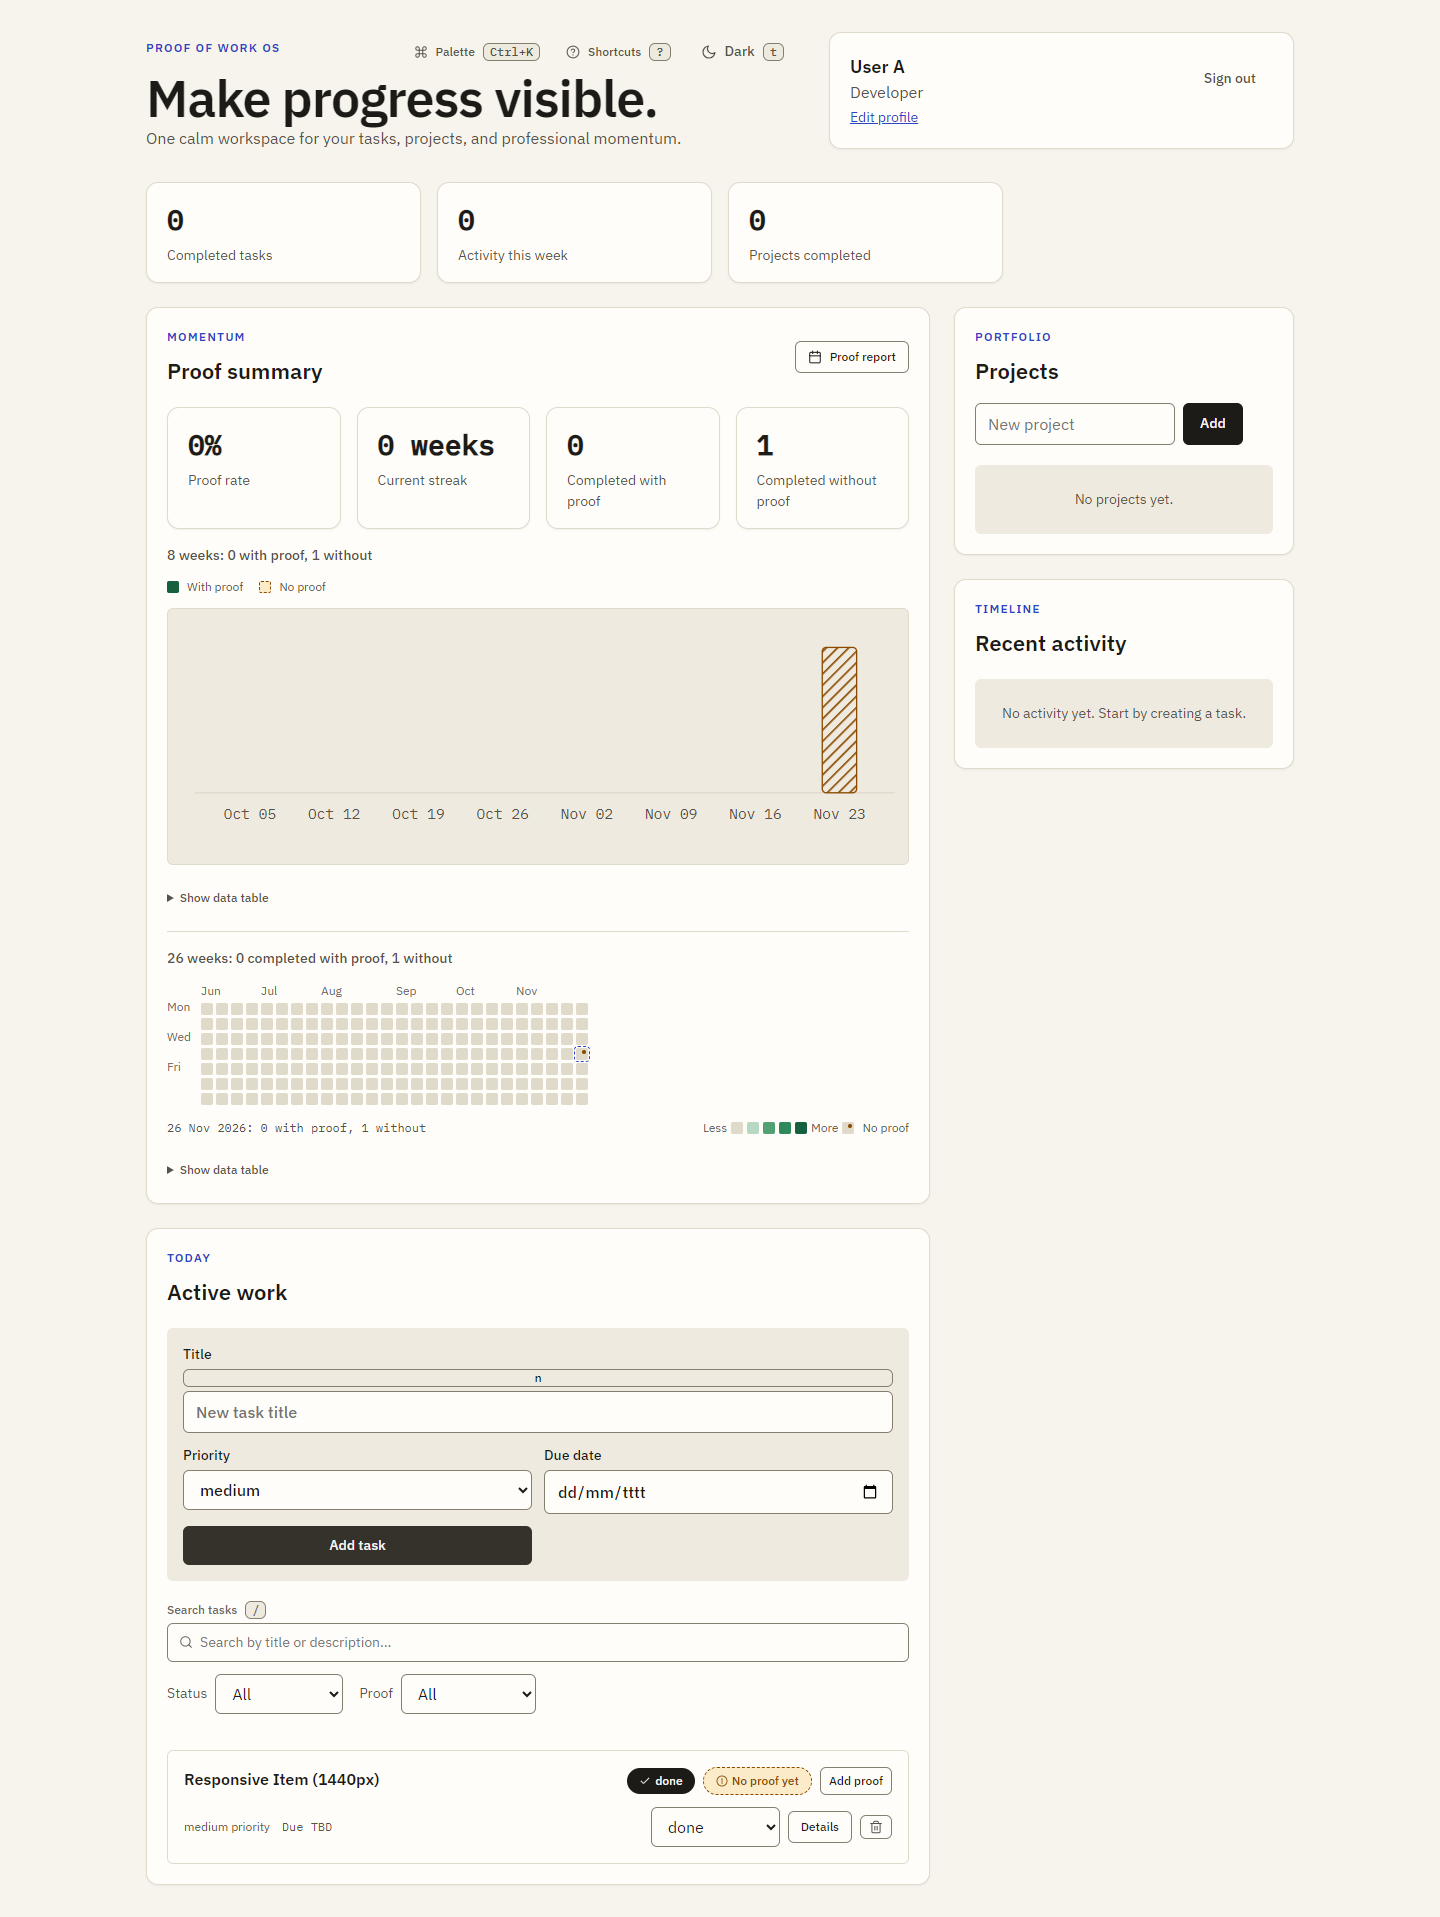 PROOF OF WORK OS
Palette Ctrl+K Shortcuts ? Dark t
Make progress visible.
One calm workspace for your tasks, projects, and professional momentum.
User A
Developer
Edit profile
Sign out
0
Completed tasks
0
Activity this week
0
Projects completed
MOMENTUM
Proof summary
Proof report
0%
Proof rate
0 weeks
Current streak
0
Completed with
proof
1
Completed without
proof
8 weeks: 0 with proof, 1 without
With proof No proof
Oct 05 Oct 12 Oct 19 Oct 26 Nov 02 Nov 09 Nov 16 Nov 23
Show data table
26 weeks: 0 completed with proof, 1 without
Jun Jul Aug Sep Oct Nov
Mon
Wed
Fri
26 Nov 2026: 0 with proof, 1 without
Less More No proof
Show data table
PORTFOLIO
Projects
New project Add
No projects yet.
TIMELINE
Recent activity
No activity yet. Start by creating a task.
TODAY
Active work
Title
n
New task title
Priority Due date
medium dd/mm/tttt
Add task
Search tasks /
Search by title or description...
Status All Proof All
Responsive Item (1440px) done No proof yet Add proof
medium priority Due TBD done Details